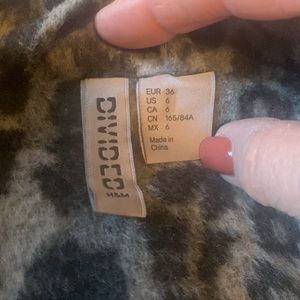 DIVIDED
H&M
EUR 36
US 6
CA 6
CN 165/84A
MX 6
Made in
China